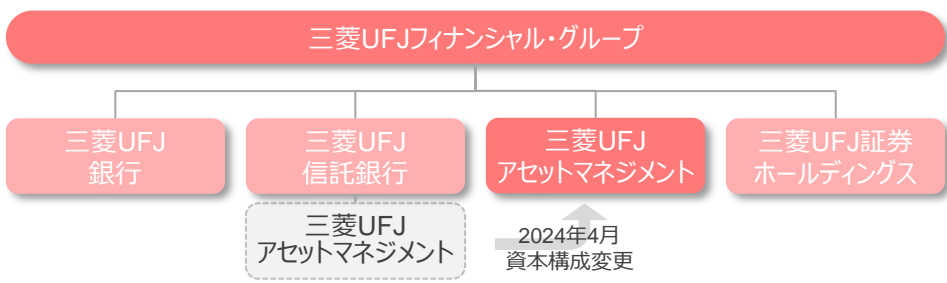 三菱UFJフィナンシャル・グループ
三菱UFJ
銀行
三菱UFJ
信託銀行
三菱UFJ
アセットマネジメント
三菱UFJ証券
ホールディングス
三菱UFJ
アセットマネジメント
2024年4月
資本構成変更